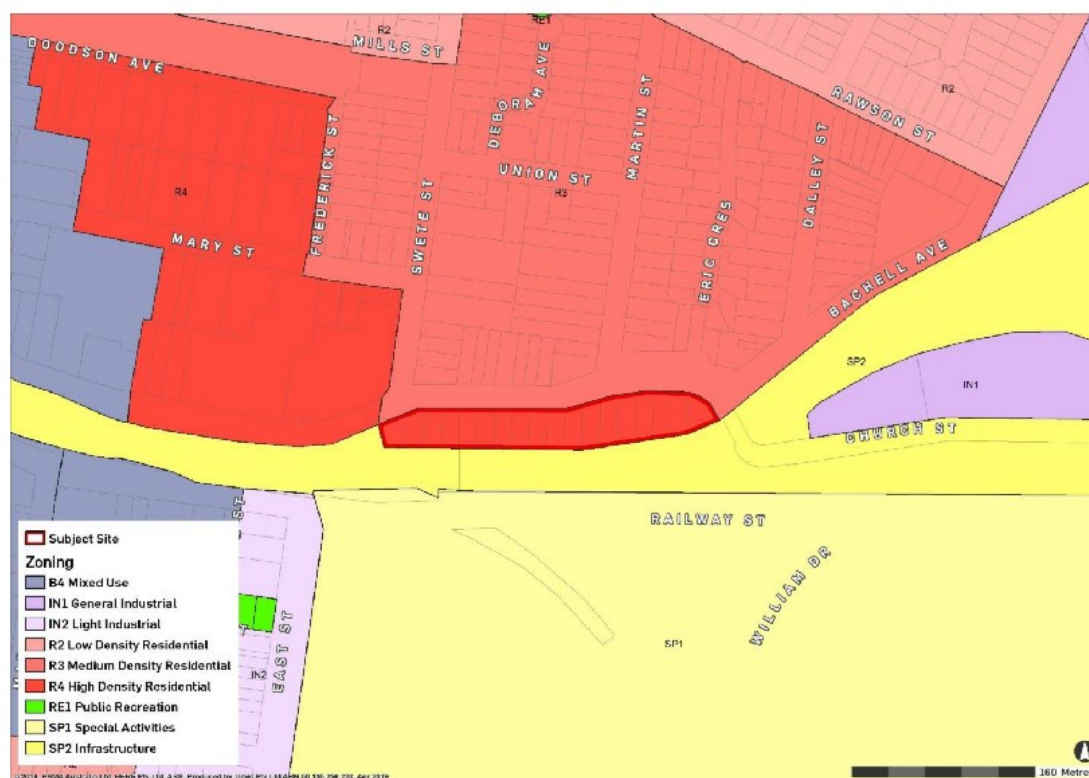 RE1
R2
MILLS ST
DOODSON AVE
DEBORAH AVE
MARTIN ST
RAWSON ST
R2
FREDERICK ST
UNION ST
DALLEY ST
R4
R3
MARY ST
SWETE ST
ERIC CRES
BACHELL AVE
SP2
IN1
CHURCH ST
RAILWAY ST
WILLIAM DR
SP1
EAST ST
IN2
ST
Subject Site
Zoning
B4 Mixed Use
IN1 General Industrial
IN2 Light Industrial
R2 Low Density Residential
R3 Medium Density Residential
R4 High Density Residential
RE1 Public Recreation
SP1 Special Activities
SP2 Infrastructure
160 Metres